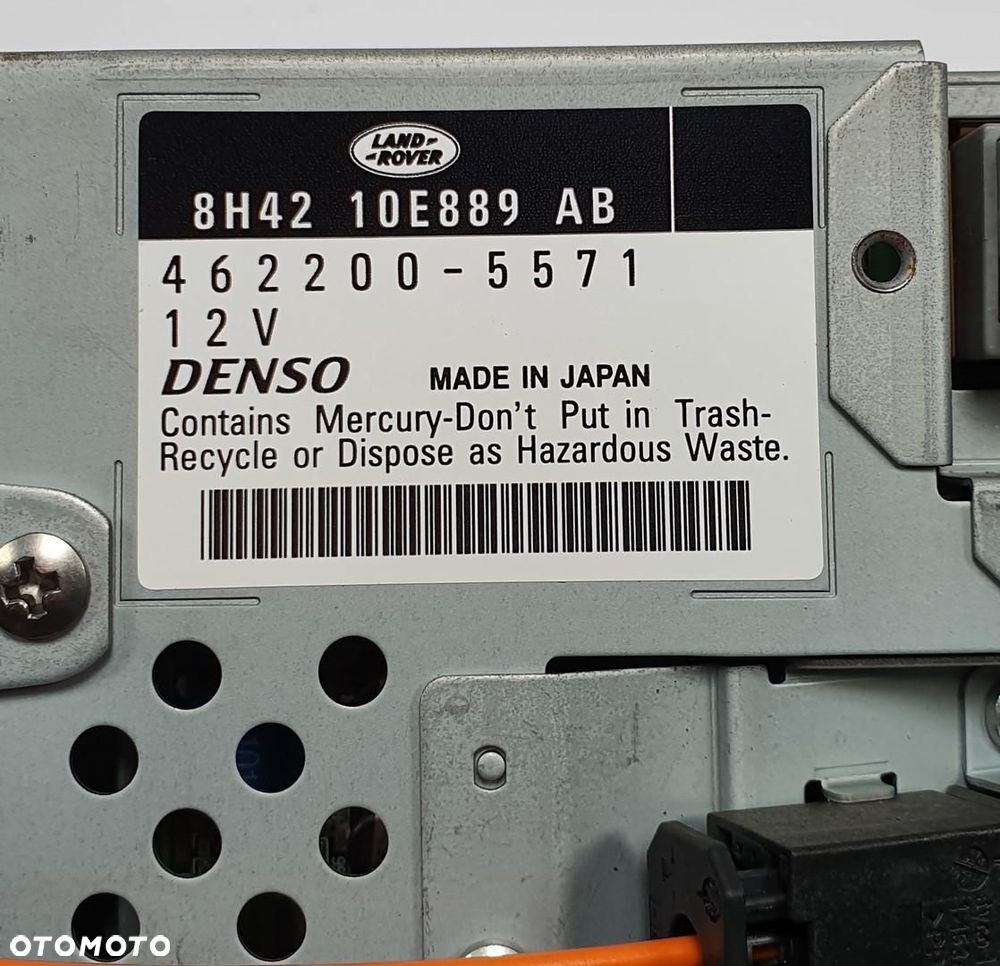 LAND-
-ROVER
8H42 10E889 AB
462200-5571
12V
DENSO MADE IN JAPAN
Contains Mercury-Don't Put in Trash-
Recycle or Dispose as Hazardous Waste.
OTOMOTO